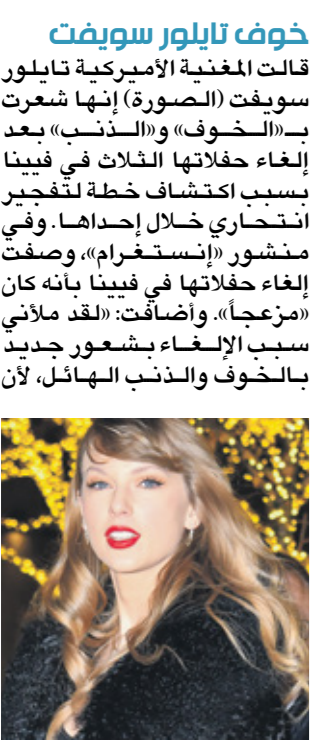 خوف تايلور سويفت
قالت المغنية الأميركية تايلور
سويفت (الصورة) إنها شعرت
بـ«الخوف» و«الذنب» بعد
إلغاء حفلاتها الثلاث في فيينا
بسبب اكتشاف خطة لتفجير
انتحاري خلال إحداها. وفي
منشور «إنستغرام»، وصفت
إلغاء حفلاتها في فيينا بأنه كان
«مزعجاً». وأضافت: «لقد ملأني
سبب الإلغاء بشعور جديد
بالخوف والذنب الهائل، لأن